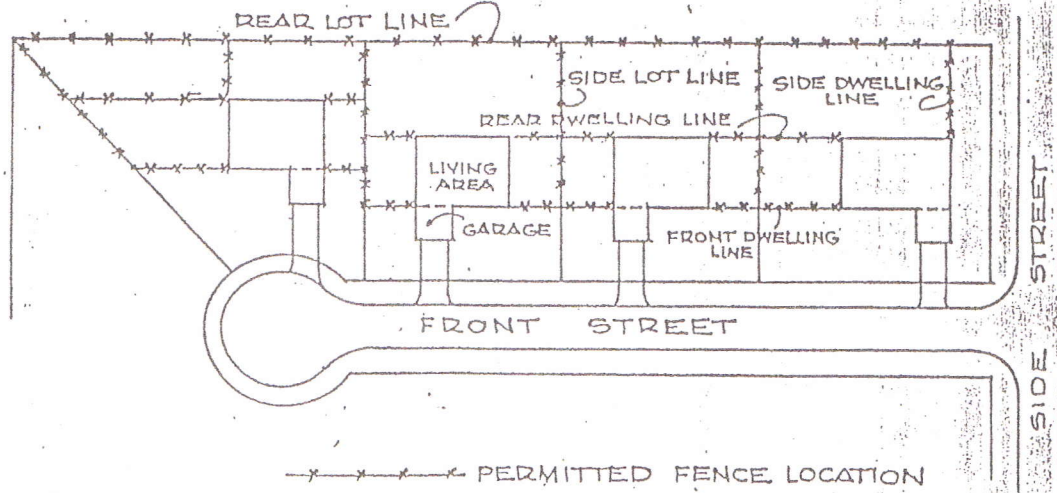 REAR LOT LINE
SIDE LOT LINE
SIDE DWELLING
LINE
REAR DWELLING LINE
LIVING
AREA
GARAGE
FRONT DWELLING
LINE
FRONT STREET
SIDE STREET
PERMITTED FENCE LOCATION